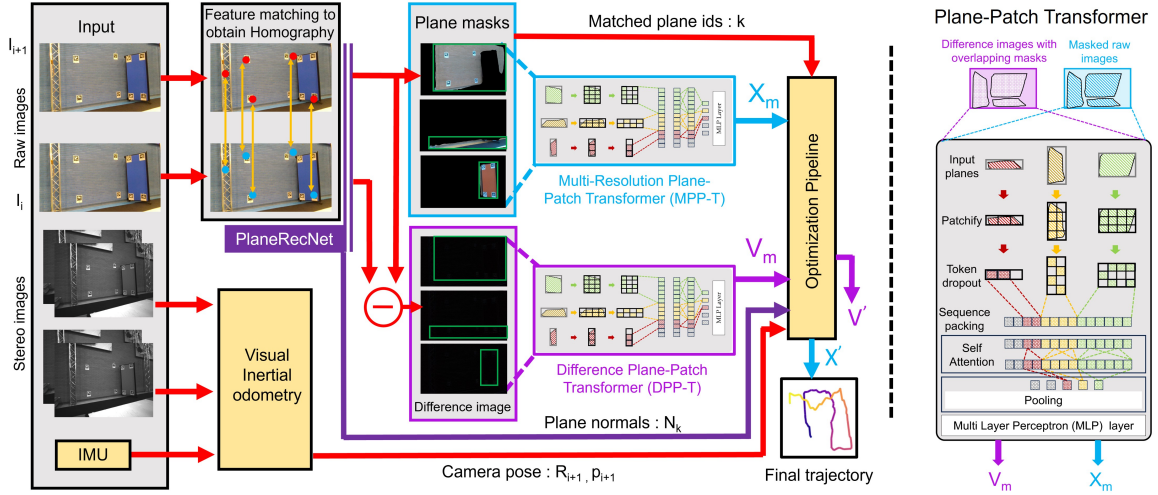 Input
I_{i+1}
Raw images
I_i
Stereo images
IMU
Feature matching to
obtain Homography
PlaneRecNet
Visual
Inertial
odometry
Plane masks
Matched plane ids : k
MLP Layer
X_m
Multi-Resolution Plane-
Patch Transformer (MPP-T)
Difference image
MLP Layer
V_m
Difference Plane-Patch
Transformer (DPP-T)
Plane normals : N_k
Camera pose : R_{i+1} , p_{i+1}
Optimization Pipeline
V'
X'
Final trajectory
Plane-Patch Transformer
Difference images with
overlapping masks
Masked raw
images
Input
planes
Patchify
Token
dropout
Sequence
packing
Self
Attention
Pooling
Multi Layer Perceptron (MLP) layer
V_m
X_m